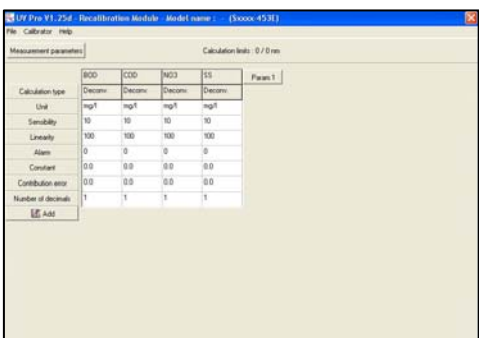 UV Pro V1.25d - Recalibration Module - Model name : - (Sxxxx-453E)
File Calibrator Help
Measurement parameters Calculation limits : 0 / 0 nm
BOD COD NO3 SS Param 1
Calculation type Deconv. Deconv. Deconv. Deconv.
Unit mg/l mg/l mg/l mg/l
Sensibility 10 10 10 10
Linearity 100 100 100 100
Alarm 0 0 0 0
Constant 0.0 0.0 0.0 0.0
Contribution error 0.0 0.0 0.0 0.0
Number of decimals 1 1 1 1
Add